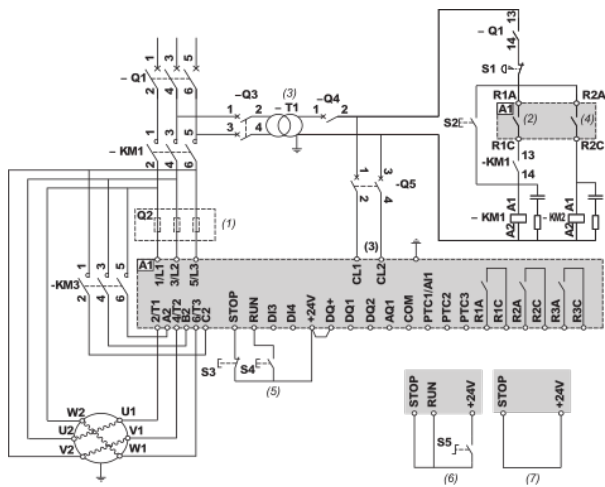 1 3 5
– Q1
2 4 6
–Q3
(3)
– T1
–Q4
1 2
3 4
1 2
13
– Q1
14
S1
R1A R2A
A1
(2) (4)
S2
R1C R2C
-KM1
13
14
A1 A1
– KM1 – KM2
A2 A2
1 3 5
–KM1
2 4 6
1 3
-Q5
2 4
Q2
(1)
(3)
1 3 5
-KM3
2 4 6
A1
1/L1 3/L2 5/L3 CL1 CL2
2/T1 A2 4/T2 B2 6/T3 C2 STOP RUN DI3 DI4 +24V DQ+ DQ1 DQ2 AQ1 COM PTC1/AI1 PTC2 PTC3 R1A R1C R2A R2C R3A R3C
S3 S4
(5)
W2 U1
U2 V1
V2 W1
STOP RUN +24V
S5
(6)
STOP +24V
(7)